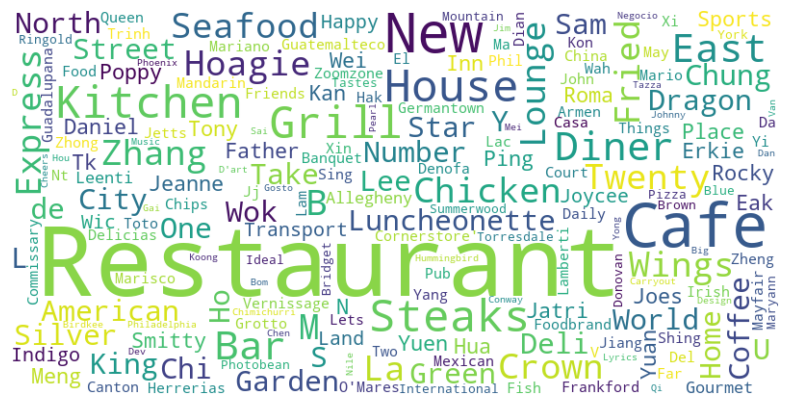 North
Queen
Trinh
Seafood
Happy
New
Mountain
Jim
Dian
Sam
Kon
Negocio
Xi
Sports
York
Ringold
Street
Mariano
Guatemalteco
El
Ma
Phil
China
May
East
Food
Phoenix
Hoagie
Wei
Inn
Wah
Mario
Poppy
Zoomzone
Tastes
House
Lounge
John
Fried
Tazza
Johnny
Van
D
Guadalupana
Mandarin
Kan
Hak
Pearl
Roma
Chung
Express
Kitchen
Friends
Germantown
Armen
Dragon
Daniel
Jetts
Tony
Grill
Star
Y
Casa
Things
Place
Da
Zhong
Sai
Music
Xin
Lac
Diner
Erkie
Yi
Tk
Zhang
Father
Banquet
Number
Ping
Mei
Court
Dan
Hou
Nt
Leenti
Jeanne
D'art
Take
Sing
Denofa
Twenty
Blue
Rocky
Cheers
Chips
Jj
Allegheny
Lee
Chicken
Joycee
Pizza
Eak
de
City
Toto
Gosto
Lam
B
Summerwood
Daily
Brown
Wic
Gai
Wok
Luncheonette
Cafe
Commissary
Delicias
One
Transport
Cornerstore
Torresdale
Yong
L
Restaurant
Koong
Ideal
Bridget
Hummingbird
Lamberti
Big
Marisco
Bom
Pub
Donovan
Wings
Zheng
Carryout
American
Ho
Vernissage
N
Yang
Steaks
Conway
Joes
Irish
Design
Mayfair
Maryann
Birdkee
Philadelphia
Chimichurri
Grotto
M
Lets
Jatri
World
Coffee
Silver
Smitty
Chen
Land
Yuen
Hua
Deli
Foodbrand
Shing
Home
Indigo
Dev
Bar
S
Two
Nile
Mexican
Jiang
Yuan
U
King
Chi
Photobean
La
Green
Crown
V
Lyrics
Del
Far
Meng
Canton
Herrerias
Garden
O'Mares
International
Fish
Frankford
Qi
Gourmet